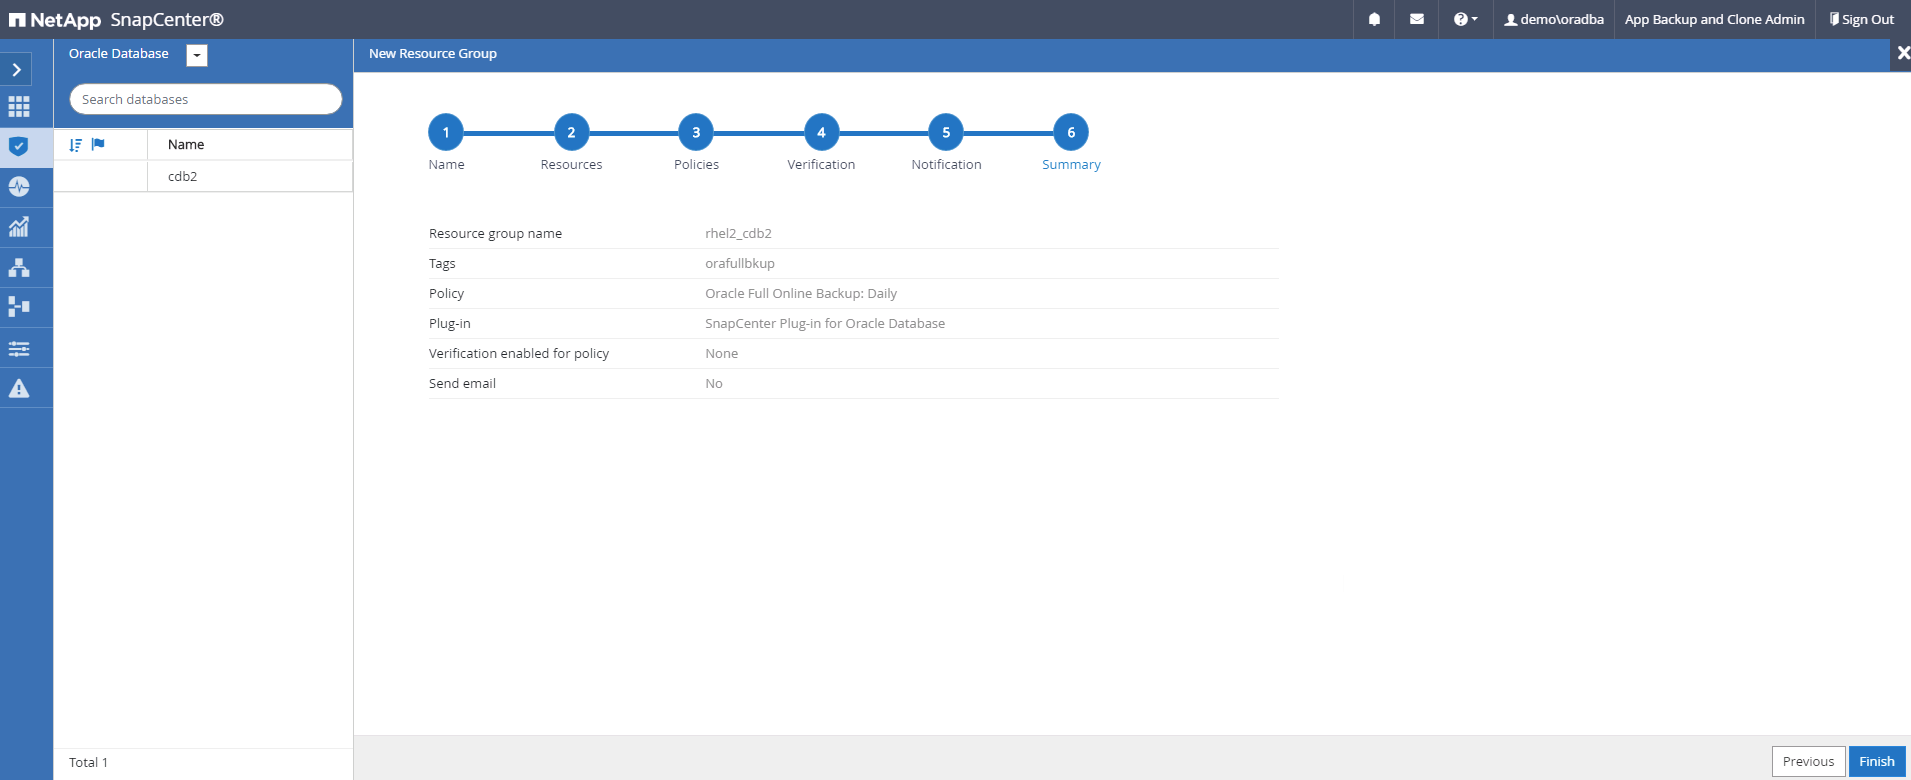 NetApp SnapCenter®
demo\oradba
App Backup and Clone Admin
Sign Out
Oracle Database
New Resource Group
Search databases
Name
cdb2
Total 1
1 2 3 4 5 6
Name Resources Policies Verification Notification Summary
Resource group name rhel2_cdb2
Tags orafullbkup
Policy Oracle Full Online Backup: Daily
Plug-in SnapCenter Plug-in for Oracle Database
Verification enabled for policy None
Send email No
Previous Finish